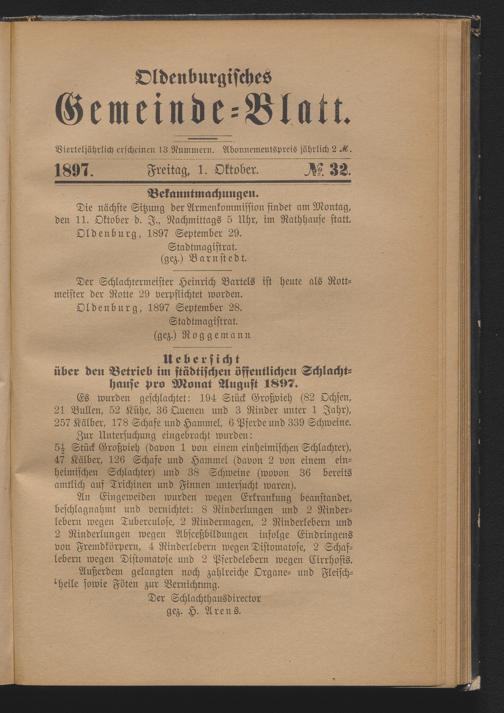 Oldenburgisches
Gemeinde-Blatt.
Vierteljährlich erscheinen 13 Nummern. Abonnementspreis jährlich 2 ℳ.
1897. Freitag, 1. Oktober. № 32.
Bekanntmachungen.
Die nächste Sitzung der Armenkommission findet am Montag,
den 11. Oktober d. J., Nachmittags 5 Uhr, im Rathhause statt.
Oldenburg, 1897 September 29.
Stadtmagistrat.
(gez.) Barnstedt.
Der Schlachtermeister Heinrich Bartels ist heute als Rott-
meister der Rotte 29 verpflichtet worden.
Oldenburg, 1897 September 28.
Stadtmagistrat.
(gez.) Roggemann
Uebersicht
über den Betrieb im städtischen öffentlichen Schlacht-
hause pro Monat August 1897.
Es wurden geschlachtet: 194 Stück Großvieh (82 Ochsen,
21 Bullen, 52 Kühe, 36 Quenen und 3 Rinder unter 1 Jahr),
257 Kälber, 178 Schafe und Hammel, 6 Pferde und 339 Schweine.
Zur Untersuchung eingebracht wurden:
5½ Stück Großvieh (davon 1 von einem einheimischen Schlachter),
47 Kälber, 126 Schafe und Hammel (davon 2 von einem ein-
heimischen Schlachter) und 38 Schweine (wovon 36 bereits
amtlich auf Trichinen und Finnen untersucht waren).
An Eingeweiden wurden wegen Erkrankung beanstandet,
beschlagnahmt und vernichtet: 8 Rinderlungen und 2 Rinder-
lebern wegen Tuberculose, 2 Rindermagen, 2 Rinderlebern und
2 Rinderlungen wegen Absceßbildungen infolge Eindringens
von Fremdkörpern, 4 Rinderlebern wegen Distomatose, 2 Schaf-
lebern wegen Distomatose und 2 Pferdelebern wegen Cirrhosis.
Außerdem gelangten noch zahlreiche Organe- und Fleisch-
theile sowie Föten zur Vernichtung.
Der Schlachthausdirector
gez. H. Arens.